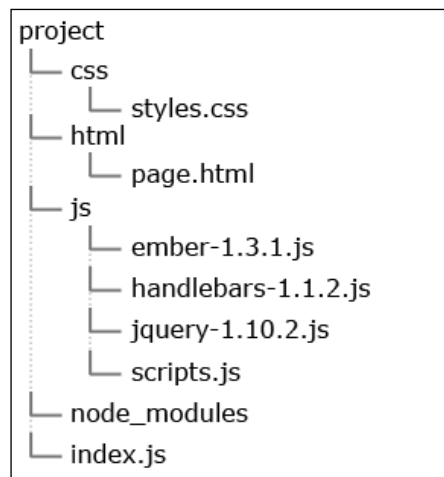 project
css
styles.css
html
page.html
js
ember-1.3.1.js
handlebars-1.1.2.js
jquery-1.10.2.js
scripts.js
node_modules
index.js